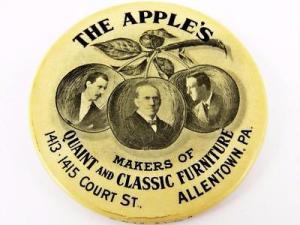 THE APPLE'S
MAKERS OF
QUAINT AND CLASSIC FURNITURE
1413-1415 COURT ST., ALLENTOWN, PA.